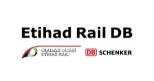 Etihad Rail DB
ETIHAD RAIL
DB SCHENKER